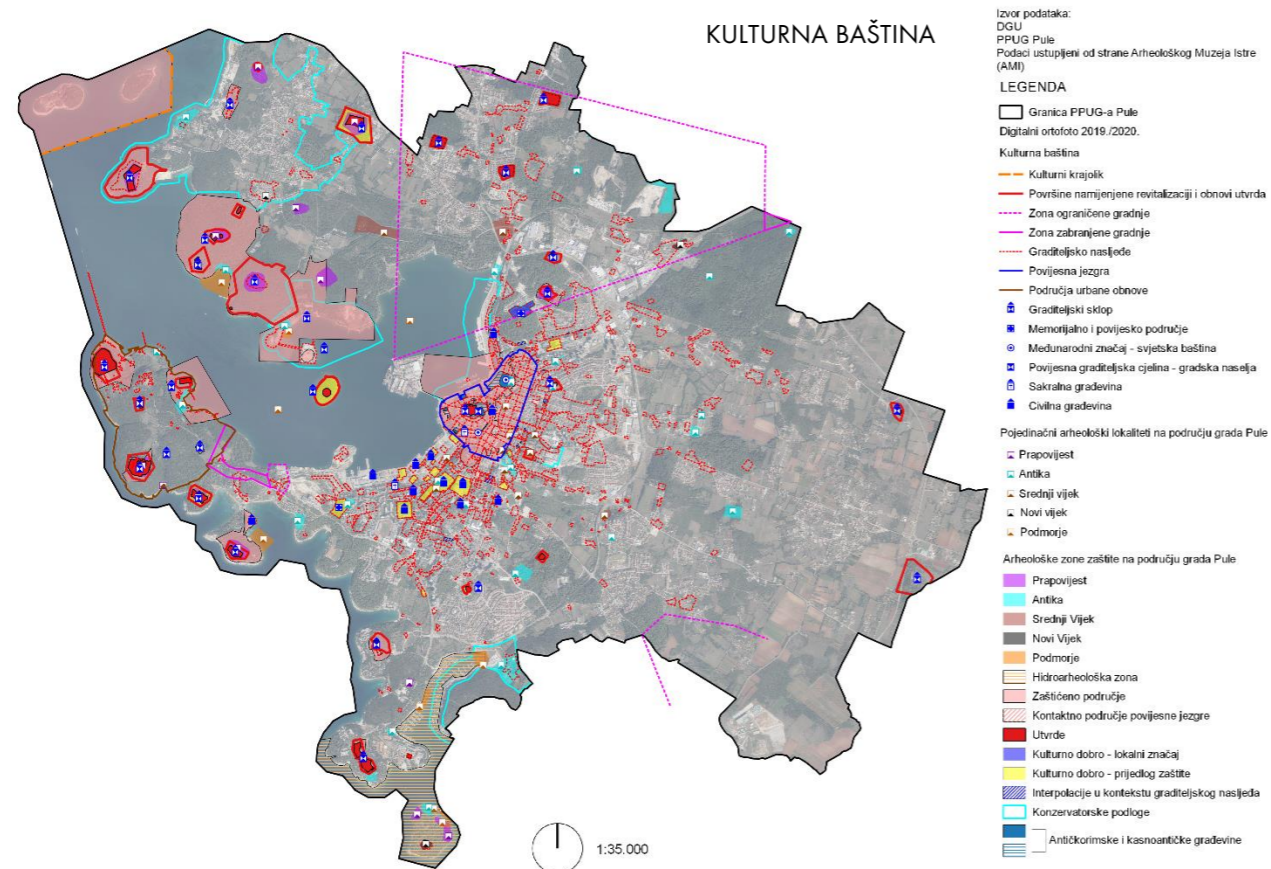 KULTURNA BAŠTINA
Izvor podataka:
DGU
PPUG Pule
Podaci ustupljeni od strane Arheološkog Muzeja Istre
(AMI)
LEGENDA
Granica PPUG-a Pule
Digitalni ortofoto 2019./2020.
Kulturna baština
Kulturni krajolik
Površine namijenjene revitalizaciji i obnovi utvrda
Zona ograničene gradnje
Zona zabranjene gradnje
Graditeljsko nasljeđe
Povijesna jezgra
Područja urbane obnove
Graditeljski sklop
Memorijalno i povijesko područje
Međunarodni značaj - svjetska baština
Povijesna graditeljska cjelina - gradska naselja
Sakralna građevina
Civilna građevina
Pojedinačni arheološki lokaliteti na području grada Pule
Prapovijest
Antika
Srednji vijek
Novi vijek
Podmorje
Arheološke zone zaštite na području grada Pule
Prapovijest
Antika
Srednji Vijek
Novi Vijek
Podmorje
Hidroarheološka zona
Zaštićeno područje
Kontaktno područje povijesne jezgre
Utvrde
Kulturno dobro - lokalni značaj
Kulturno dobro - prijedlog zaštite
Interpolacije u kontekstu graditeljskog nasljeđa
Konzervatorske podloge
Antičkorimske i kasnoantičke građevine
1:35.000